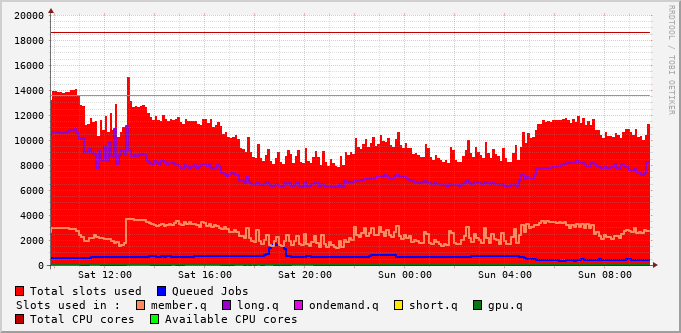 RRDTOOL / TOBI OETIKER
20000
18000
16000
14000
12000
10000
8000
6000
4000
2000
0
Sat 12:00 Sat 16:00 Sat 20:00 Sun 00:00 Sun 04:00 Sun 08:00
Total slots used Queued Jobs
Slots used in : member.q long.q ondemand.q short.q gpu.q
Total CPU cores Available CPU cores